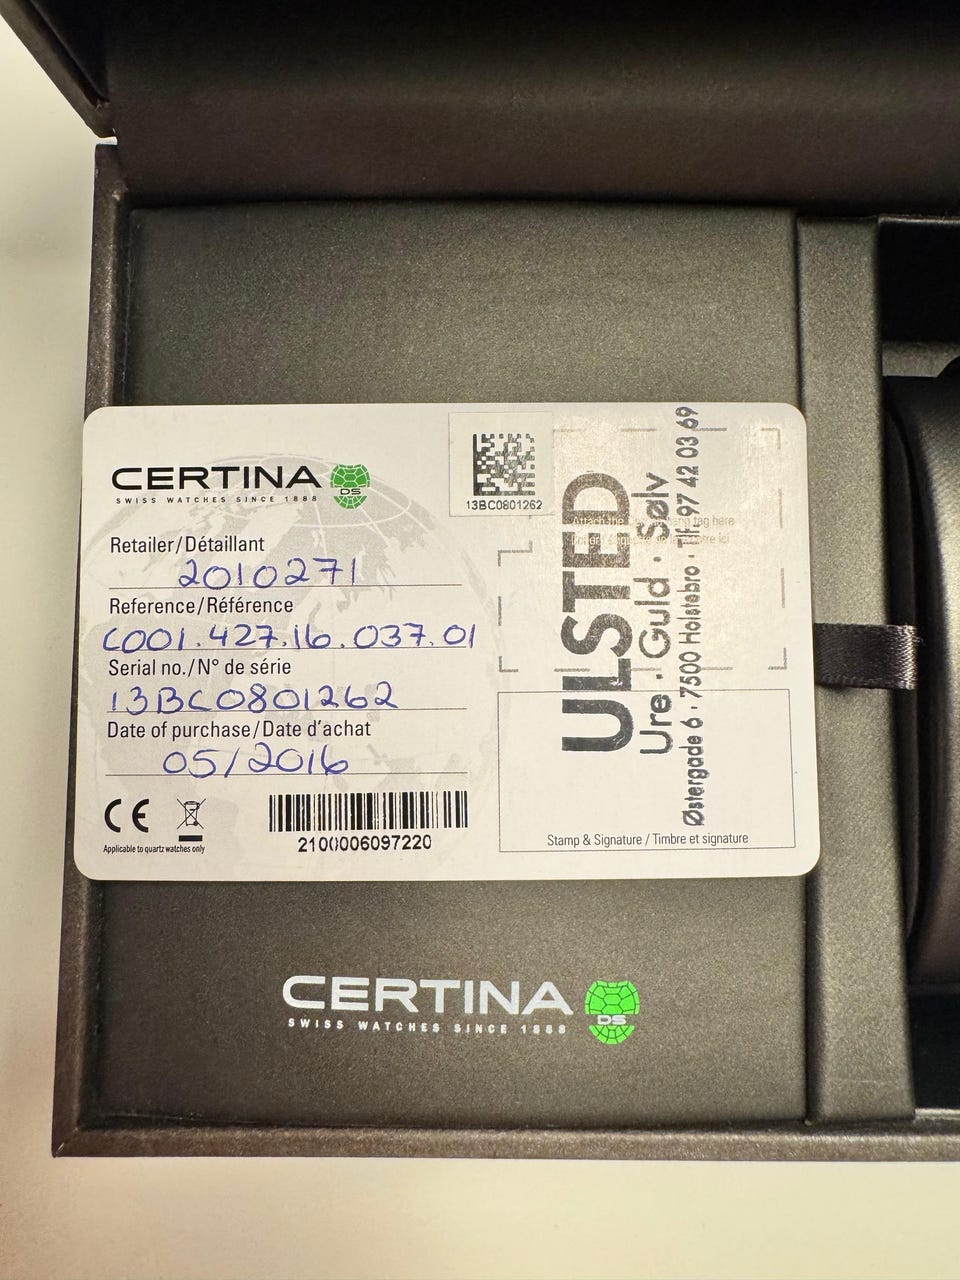 CERTINA
DS
SWISS WATCHES SINCE 1888
13BC0801262
Retailer/Détaillant
2010271
Reference/Référence
C001.427.16.037.01
Serial no./N° de série
13BC0801262
Date of purchase/Date d'achat
05/2016
CE
Applicable to quartz watches only
2100006097220
ULSTED
Ure · Guld · Sølv
Østergade 6 · 7500 Holstebro · Tlf. 97 42 03 69
tag here
Stamp & Signature / Timbre et signature
CERTINA
DS
SWISS WATCHES SINCE 1888